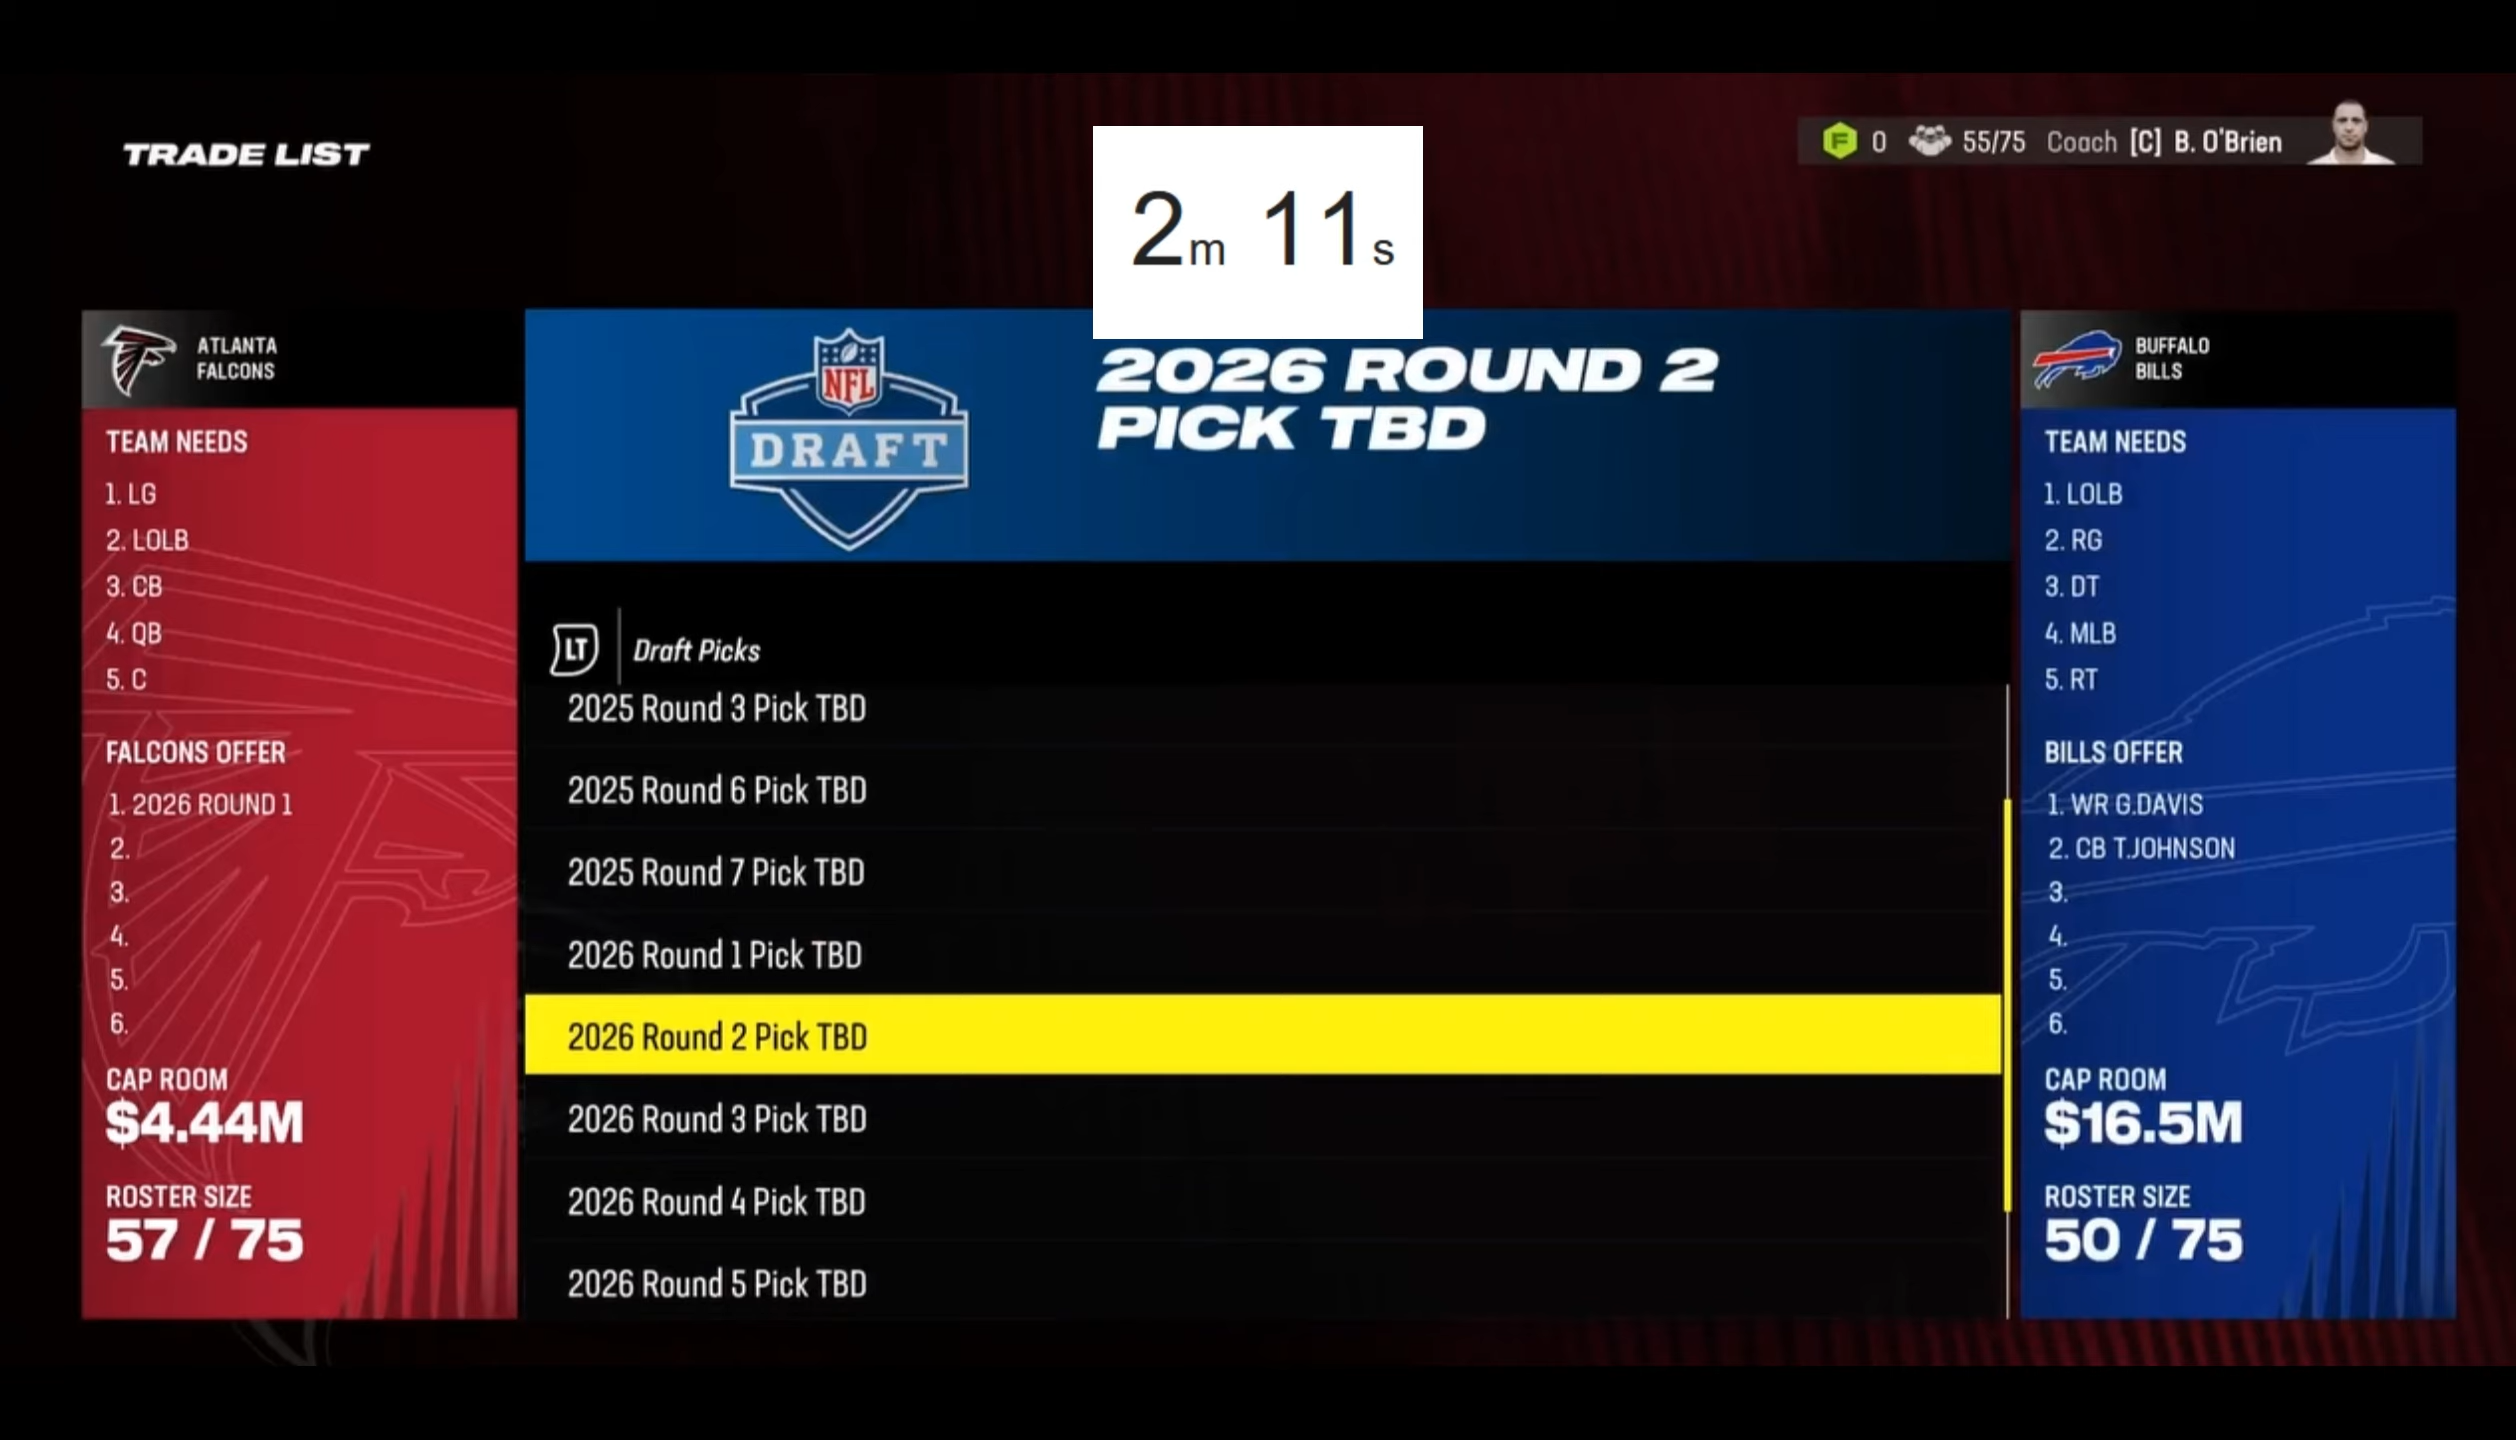 TRADE LIST
2m 11s
F 0 55/75 Coach [C] B. O'Brien
ATLANTA
FALCONS
TEAM NEEDS
1. LG
2. LOLB
3. CB
4. QB
5. C
FALCONS OFFER
1. 2026 ROUND 1
2.
3.
4.
5.
6.
CAP ROOM
$4.44M
ROSTER SIZE
57 / 75
NFL
DRAFT
2026 ROUND 2
PICK TBD
LT Draft Picks
2025 Round 3 Pick TBD
2025 Round 6 Pick TBD
2025 Round 7 Pick TBD
2026 Round 1 Pick TBD
2026 Round 2 Pick TBD
2026 Round 3 Pick TBD
2026 Round 4 Pick TBD
2026 Round 5 Pick TBD
BUFFALO
BILLS
TEAM NEEDS
1. LOLB
2. RG
3. DT
4. MLB
5. RT
BILLS OFFER
1. WR G.DAVIS
2. CB T.JOHNSON
3.
4.
5.
6.
CAP ROOM
$16.5M
ROSTER SIZE
50 / 75